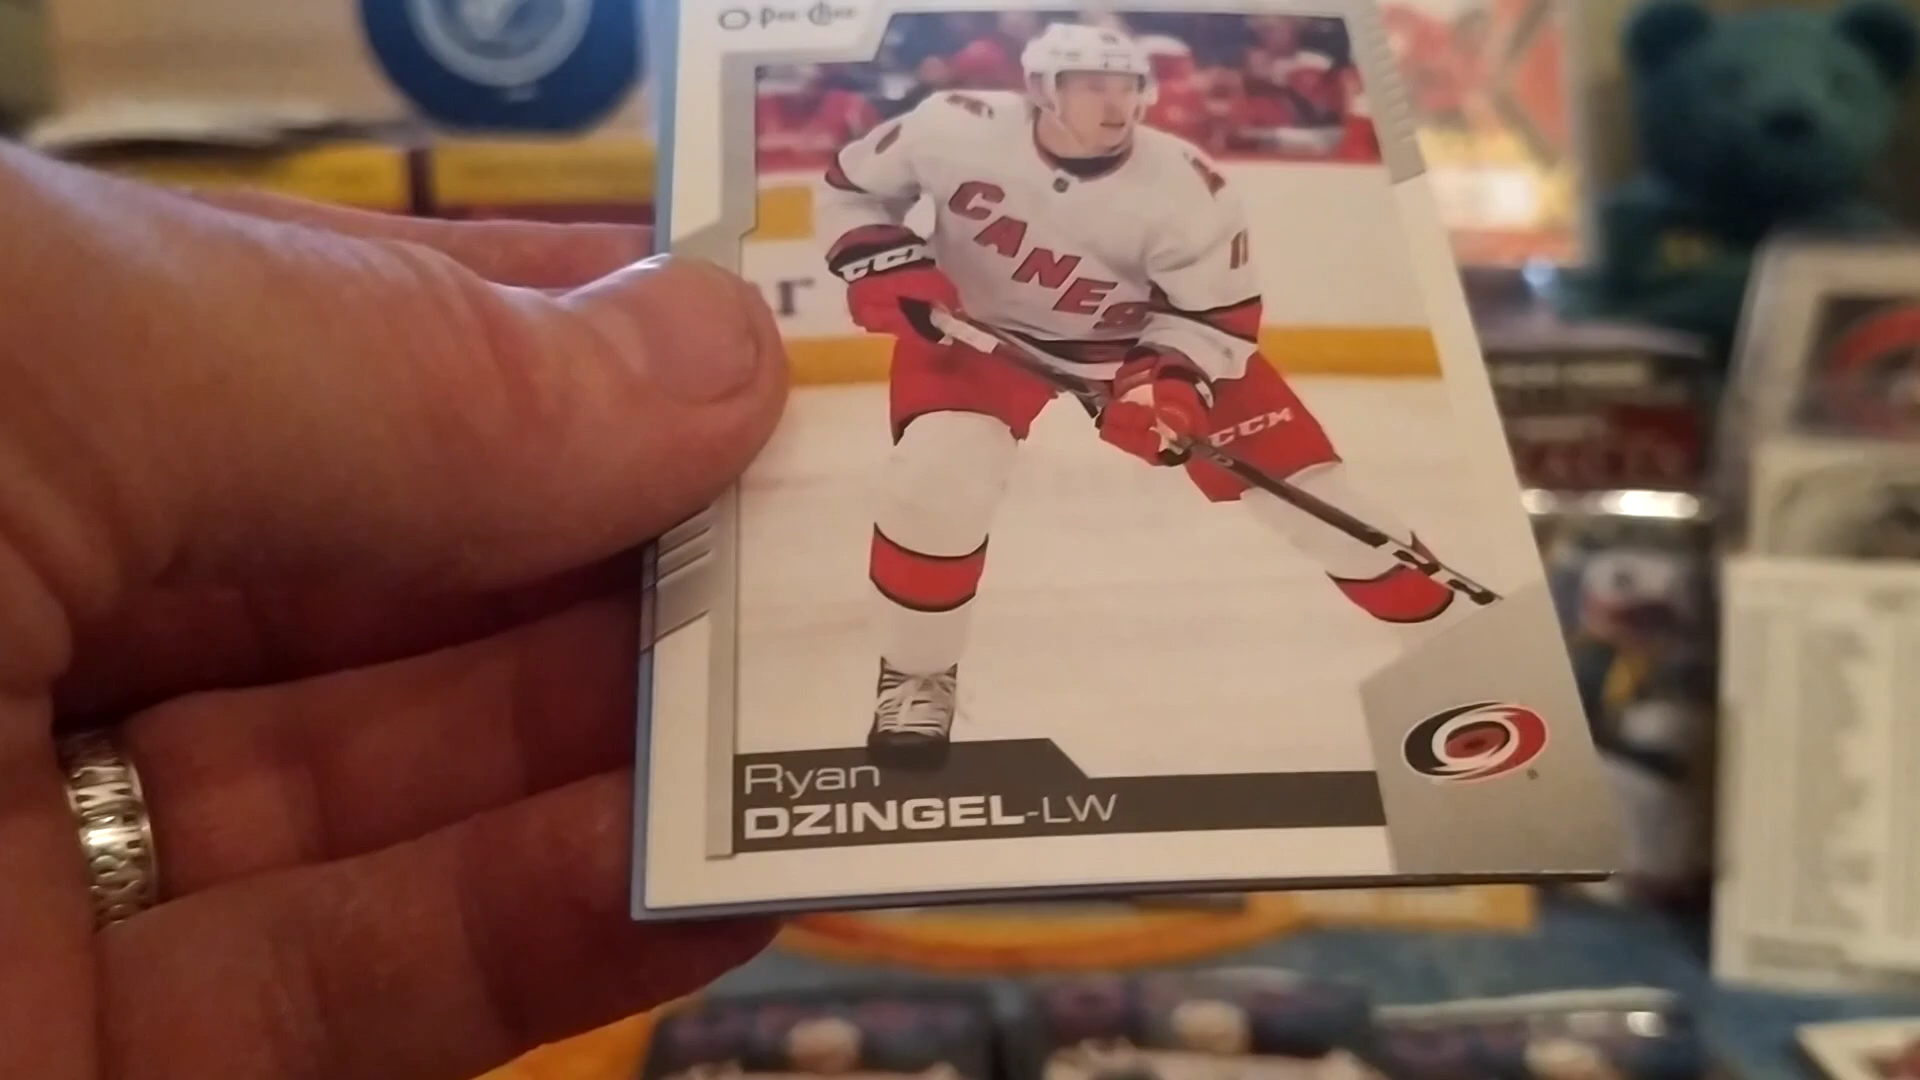 O-Pee-Chee
CCM
CANES
CCM
Ryan
DZINGEL-LW